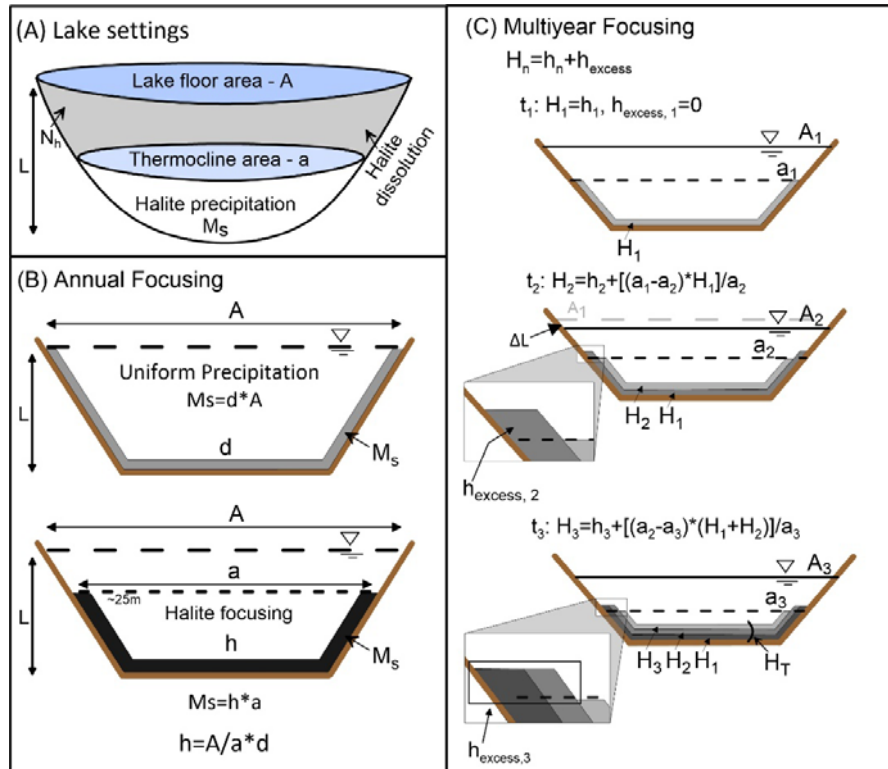 (A) Lake settings
Lake floor area - A
N_h
L
Thermocline area - a
Halite dissolution
Halite precipitation
M_s
(B) Annual Focusing
A
L
Uniform Precipitation
Ms=d*A
d
M_s
A
a
~25m
L
Halite focusing
h
M_s
Ms=h*a
h=A/a*d
(C) Multiyear Focusing
H_n=h_n+h_excess
t_1: H_1=h_1, h_excess, 1=0
A_1
a_1
H_1
t_2: H_2=h_2+[(a_1-a_2)*H_1]/a_2
A_1
A_2
ΔL
a_2
H_2
H_1
h_excess, 2
t_3: H_3=h_3+[(a_2-a_3)*(H_1+H_2)]/a_3
A_3
a_3
H_3
H_2
H_1
H_T
h_excess,3